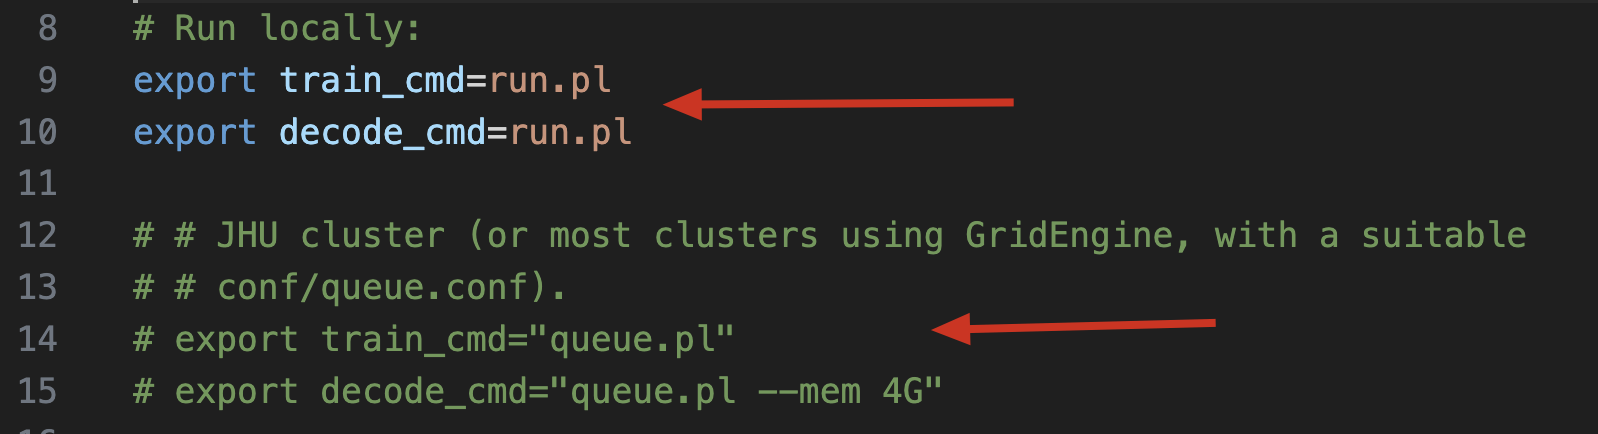 8 # Run locally:
9 export train_cmd=run.pl
10 export decode_cmd=run.pl
11
12 # # JHU cluster (or most clusters using GridEngine, with a suitable
13 # # conf/queue.conf).
14 # export train_cmd="queue.pl"
15 # export decode_cmd="queue.pl --mem 4G"
16